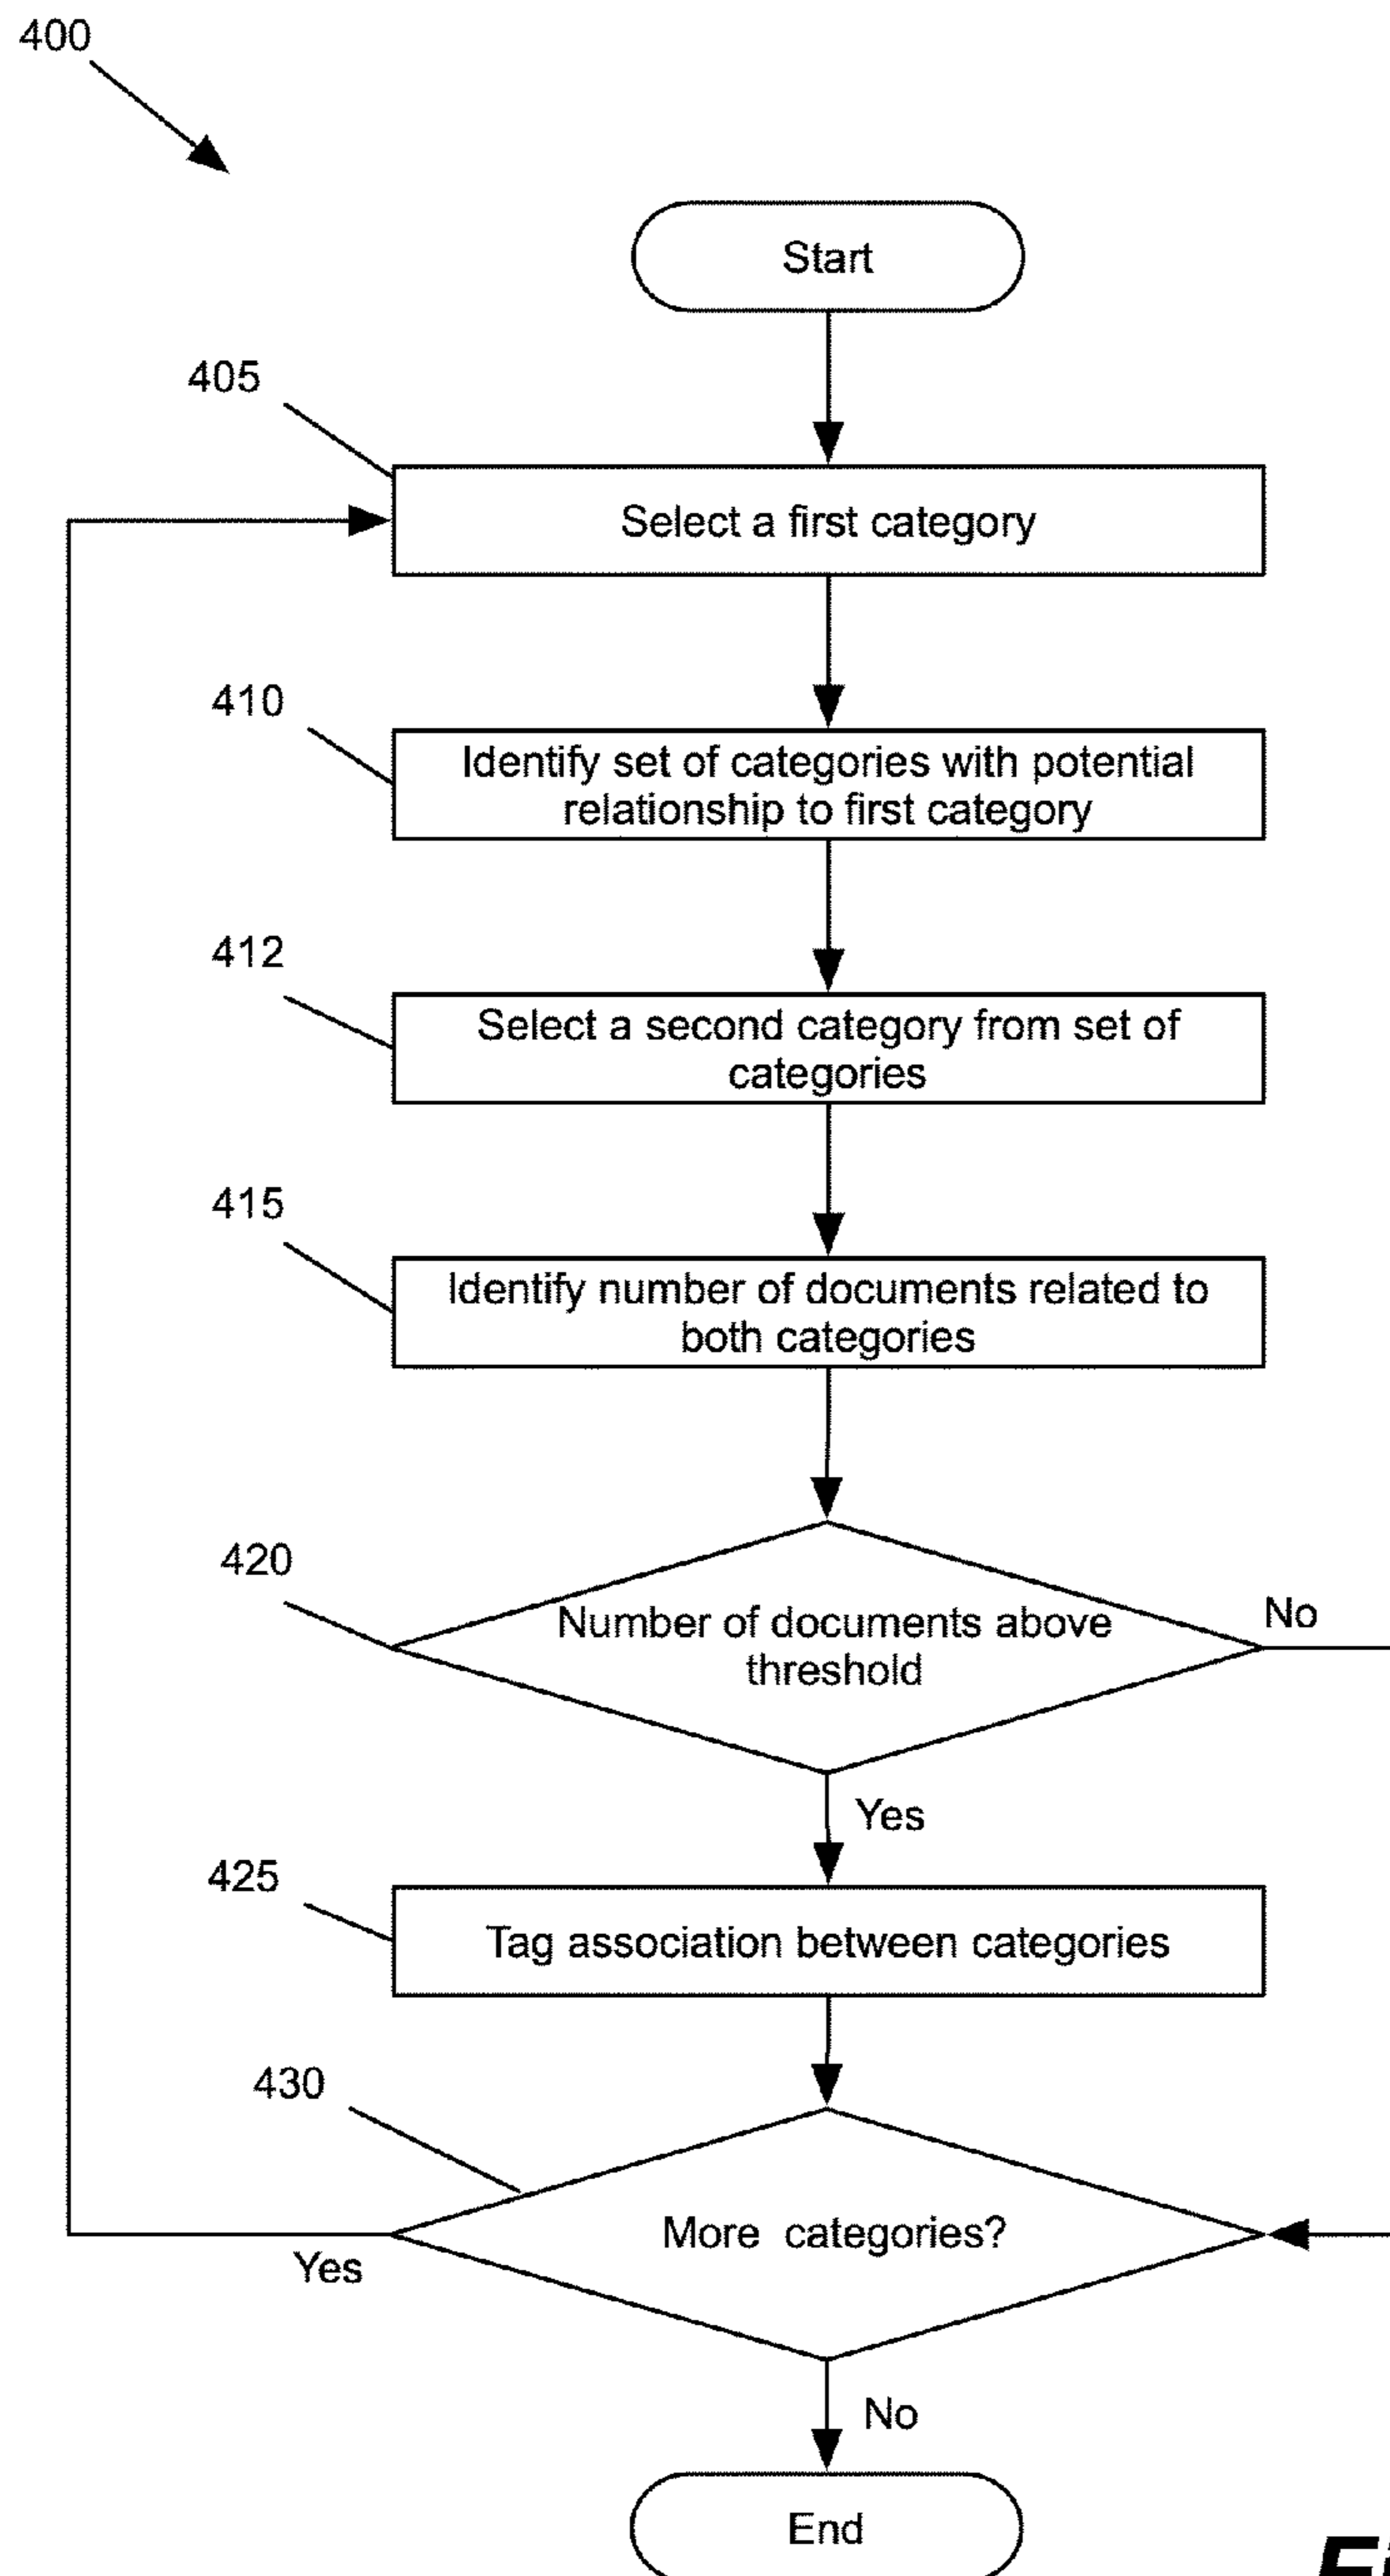 400
Start
405
Select a first category
410
Identify set of categories with potential
relationship to first category
412
Select a second category from set of
categories
415
Identify number of documents related to
both categories
420
Number of documents above
threshold
No
Yes
425
Tag association between categories
430
More categories?
Yes
No
End